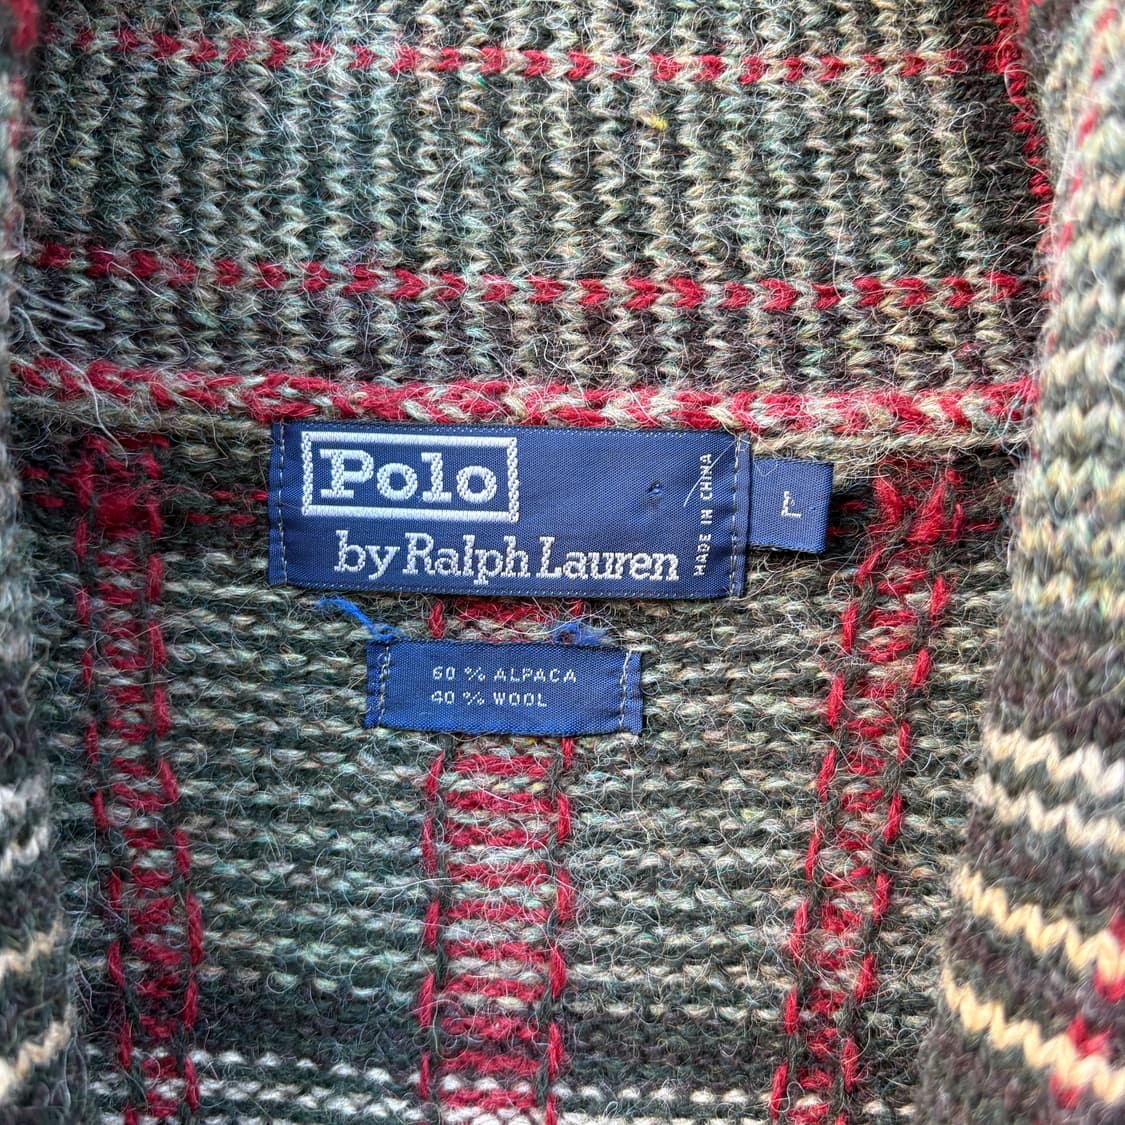 Polo
by Ralph Lauren
MADE IN CHINA
L
60 % ALPACA
40 % WOOL